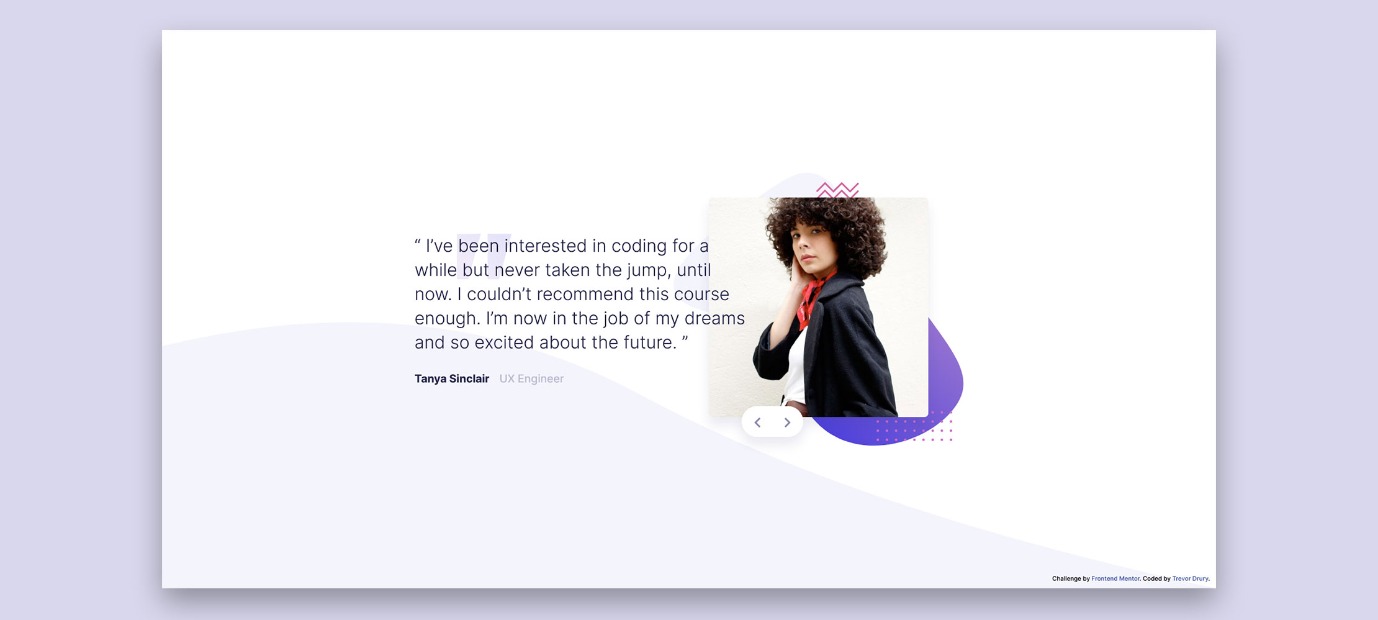 “ I’ve been interested in coding for a
while but never taken the jump, until
now. I couldn’t recommend this course
enough. I’m now in the job of my dreams
and so excited about the future. ”
Tanya Sinclair UX Engineer
Challenge by Frontend Mentor. Coded by Trevor Drury.